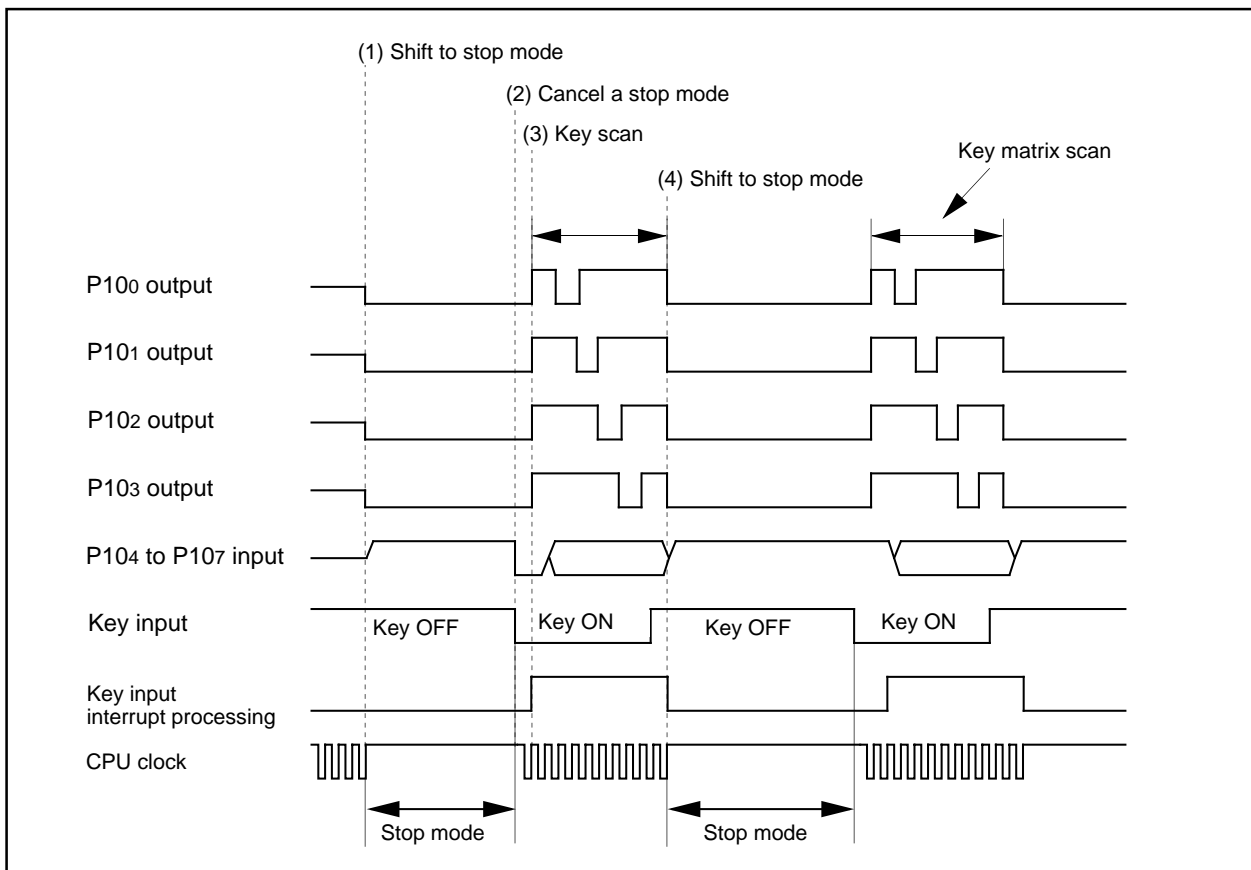 (1) Shift to stop mode
(2) Cancel a stop mode
(3) Key scan
Key matrix scan
(4) Shift to stop mode
P100 output
P101 output
P102 output
P103 output
P104 to P107 input
Key input
Key OFF
Key ON
Key OFF
Key ON
Key input
interrupt processing
CPU clock
Stop mode
Stop mode